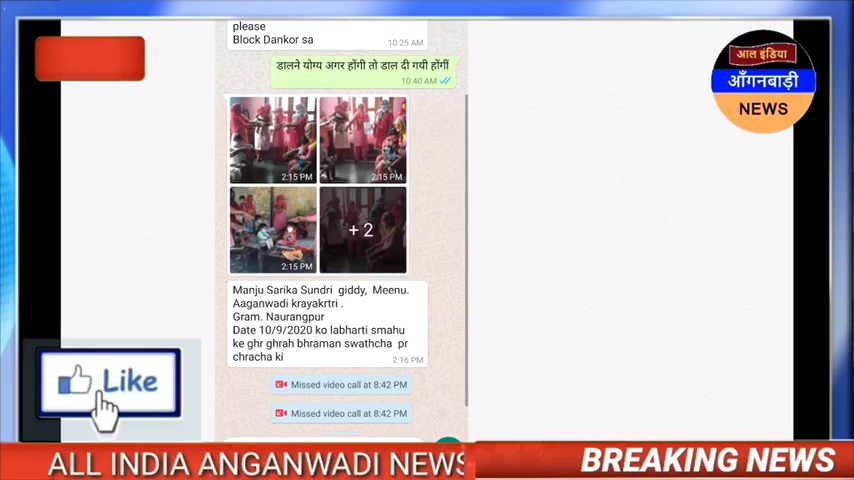 please
Block Dankor sa
10:25 AM
डालने योग्य अगर होंगी तो डाल दी गयी होंगीं
10:40 AM
आल इंडिया
आँगनबाड़ी
NEWS
2:15 PM
2:15 PM
2:15 PM
+ 2
Manju Sarika Sundri giddy, Meenu.
Aaganwadi krayakrtri .
Gram. Naurangpur
Date 10/9/2020 ko labharti smahu
ke ghr ghrah bhraman swathcha pr
chracha ki
2:16 PM
Missed video call at 8:42 PM
Missed video call at 8:42 PM
Like
ALL INDIA ANGANWADI NEWS
BREAKING NEWS